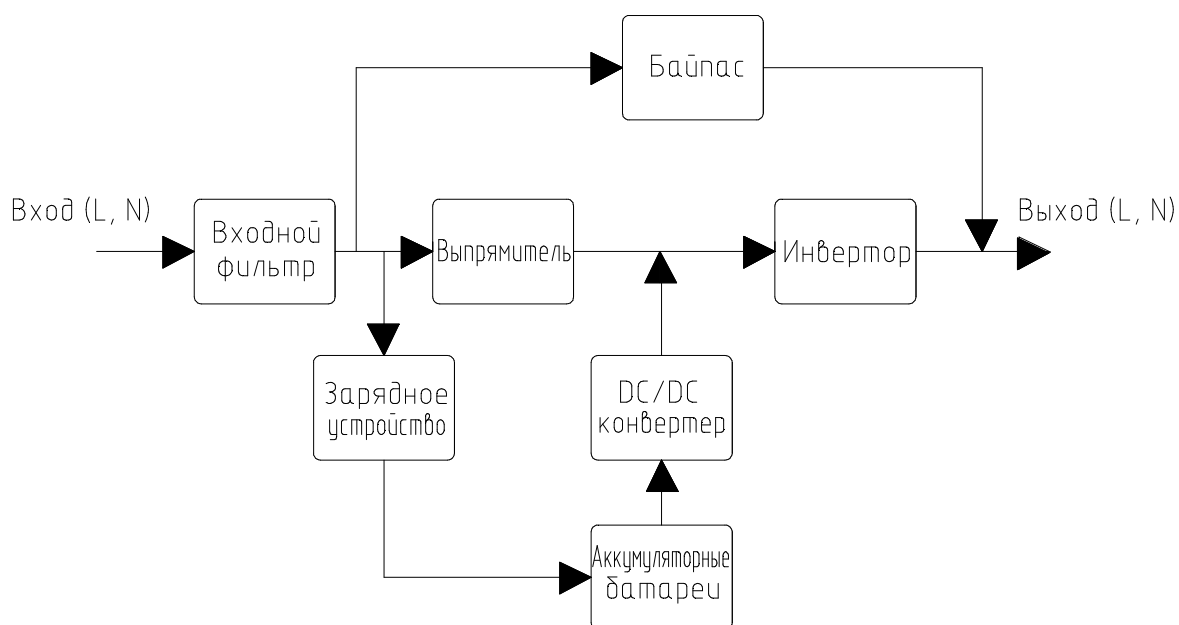 Байпас
Вход (L, N)
Входной
фильтр
Выпрямитель
Инвертор
Выход (L, N)
Зарядное
устройство
DC/DC
конвертер
Аккумуляторные
батареи